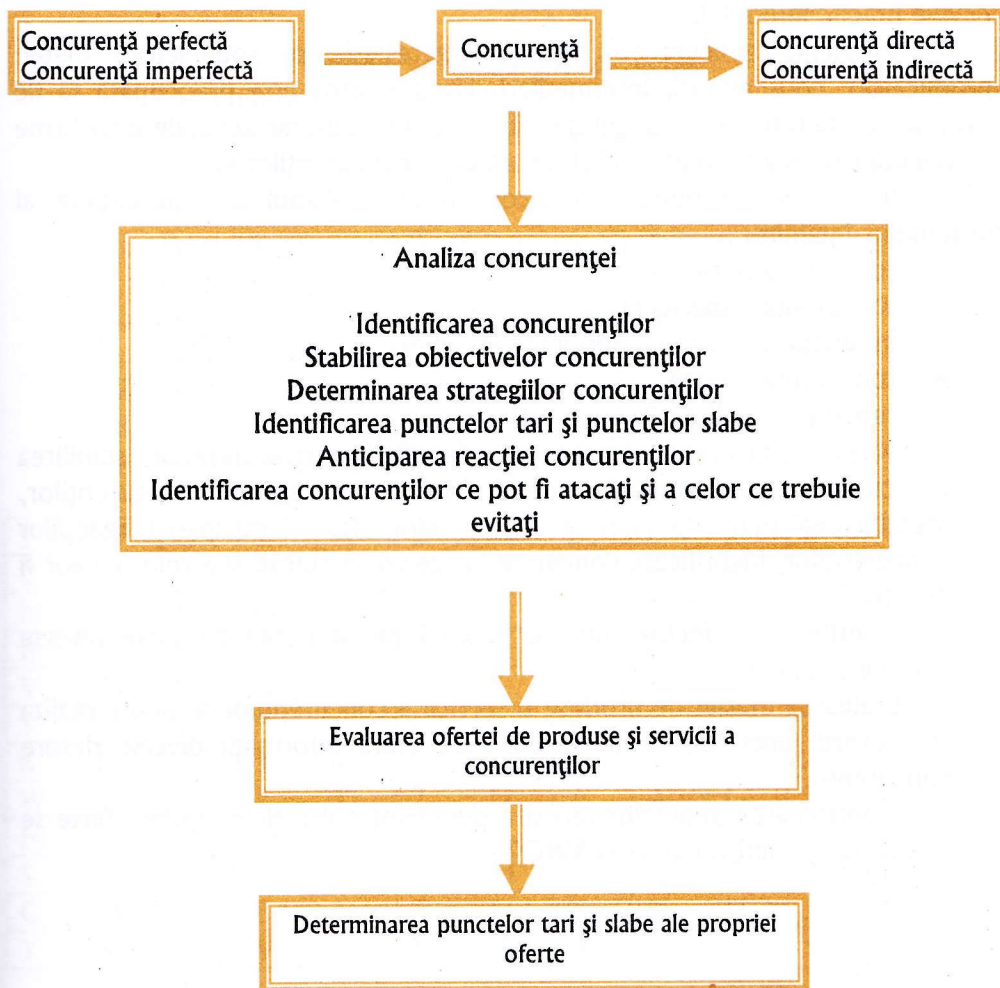 Concurenţă perfectă
Concurenţă imperfectă
Concurenţă
Concurenţă directă
Concurenţă indirectă
Analiza concurenţei
Identificarea concurenţilor
Stabilirea obiectivelor concurenţilor
Determinarea strategiilor concurenţilor
Identificarea punctelor tari şi punctelor slabe
Anticiparea reacţiei concurenţilor
Identificarea concurenţilor ce pot fi atacaţi şi a celor ce trebuie
evitaţi
Evaluarea ofertei de produse şi servicii a
concurenţilor
Determinarea punctelor tari şi slabe ale propriei
oferte